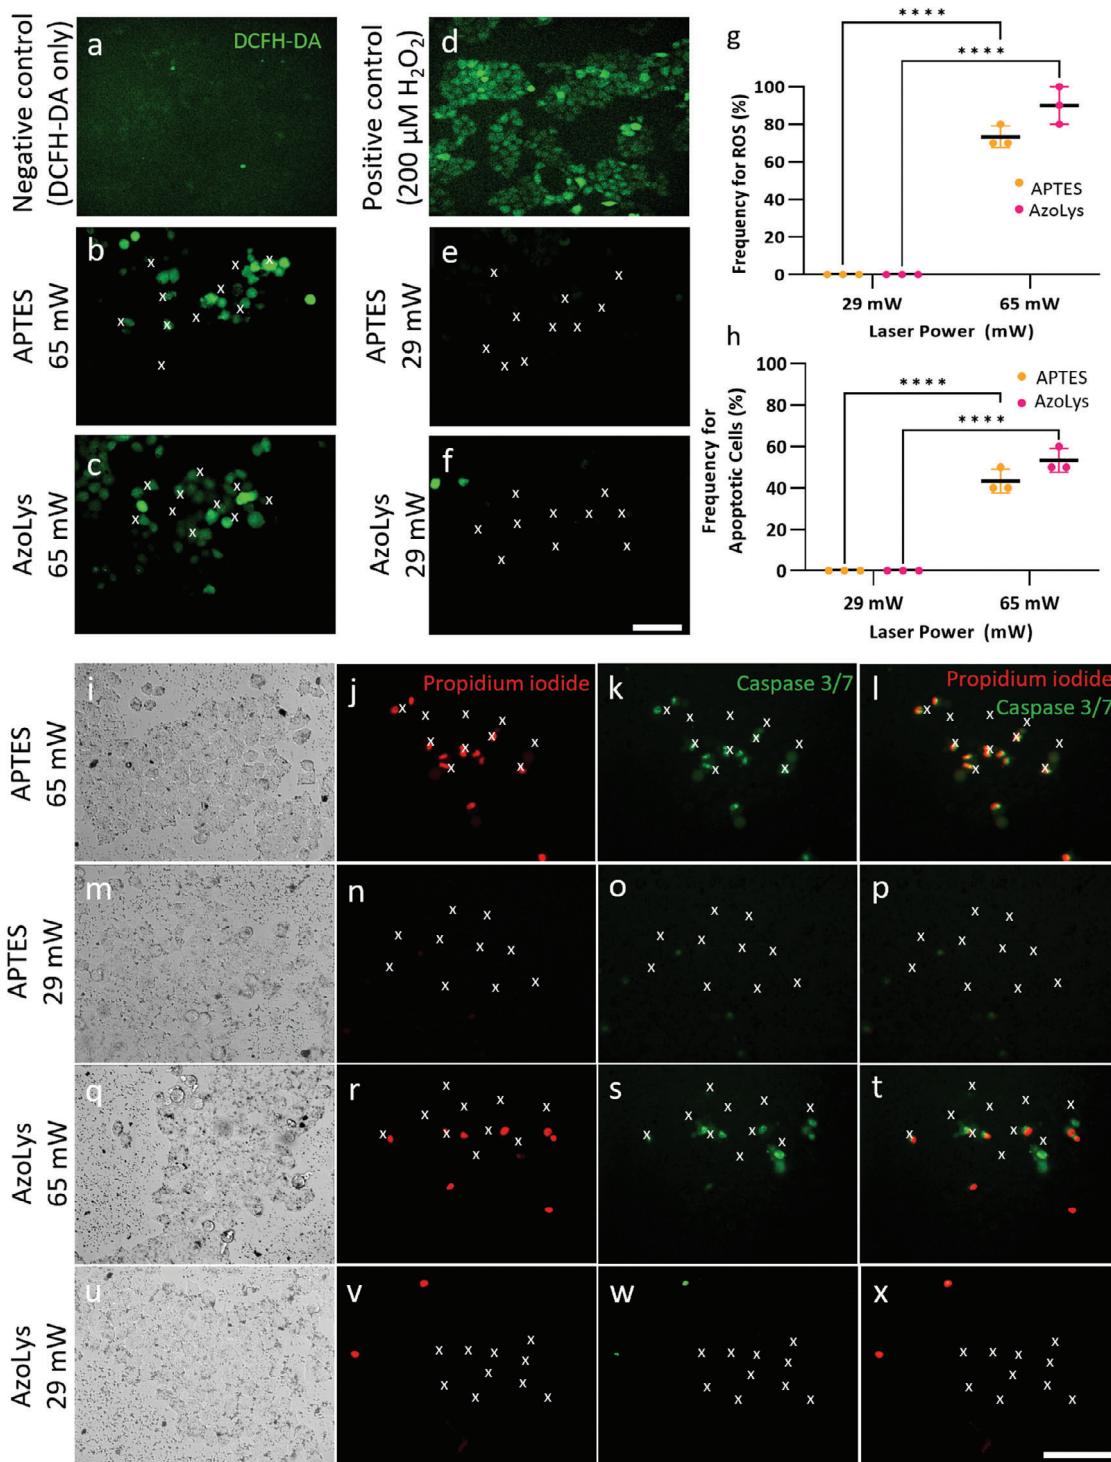 Negative control
(DCFH-DA only)
a
DCFH-DA
Positive control
(200 µM H₂O₂)
d
APTES
65 mW
b
x x x x x x x x x x
APTES
29 mW
e
x x x x x x x x x x
AzoLys
65 mW
c
x x x x x x x x x x
AzoLys
29 mW
f
x x x x x x x x x x
g
****
****
Frequency for ROS (%)
100
80
60
40
20
0
APTES
AzoLys
29 mW
65 mW
Laser Power (mW)
h
****
****
Frequency for
Apoptotic Cells (%)
100
80
60
40
20
0
APTES
AzoLys
29 mW
65 mW
Laser Power (mW)
APTES
65 mW
i
j
Propidium iodide
x x x x x x x x x x
k
Caspase 3/7
x x x x x x x x x x
l
Propidium iodide
Caspase 3/7
x x x x x x x x x x
APTES
29 mW
m
n
x x x x x x x x x x
o
x x x x x x x x x x
p
x x x x x x x x x x
AzoLys
65 mW
q
r
x x x x x x x x x x
s
x x x x x x x x x x
t
x x x x x x x x x x
AzoLys
29 mW
u
v
x x x x x x x x x x
w
x x x x x x x x x x
x
x x x x x x x x x x